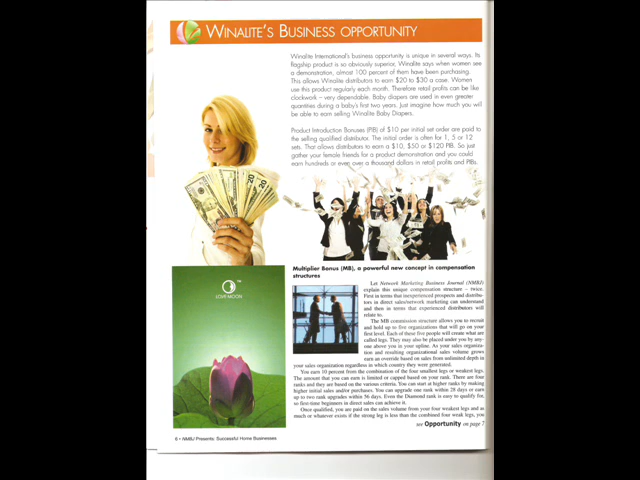 WINALITE'S BUSINESS OPPORTUNITY
Winalite International's business opportunity is unique in several ways. Its
flagship product is so obviously superior, Winalite says when women see
a demonstration, almost 100 percent of them have been purchasing.
This allows Winalite distributors to earn $20 to $30 a case. Women
use this product regularly each month. Therefore retail profits can be like
clockwork – very dependable. Baby diapers are used in even greater
quantities during a baby's first two years. Just imagine how much you will
be able to earn selling Winalite Baby Diapers.
Product Introduction Bonuses (PIB) of $10 per initial set order are paid to
the selling qualified distributor. The initial order is often for 1, 5 or 12
sets. That allows distributors to earn a $10, $50 or $120 PIB. So just
gather your female friends for a product demonstration and you could
earn hundreds or even over a thousand dollars in retail profits and PIBs.
LOVE MOON
TM
Multiplier Bonus (MB), a powerful new concept in compensation
structures
Let Network Marketing Business Journal (NMBJ)
explain this unique compensation structure – twice.
First in terms that inexperienced prospects and distribu-
tors in direct sales/network marketing can understand
and then in terms that experienced distributors will
relate to.
The MB commission structure allows you to recruit
and hold up to five organizations that will go on your
first level. Each of these five people will create what are
called legs. They may also be placed under you by any-
one above you in your upline. As your sales organiza-
tion and resulting organizational sales volume grows
earn an override based on sales from unlimited depth in
your sales organization regardless in which country they were generated.
You earn 10 percent from the combination of the four smallest legs or weakest legs.
The amount that you can earn is limited or capped based on your rank. There are four
ranks and they are based on the various criteria. You can start at higher ranks by making
higher initial sales and/or purchases. You can upgrade one rank within 28 days or earn
up to two rank upgrades within 56 days. Even the Diamond rank is easy to qualify for,
so first-time beginners in direct sales can achieve it.
Once qualified, you are paid on the sales volume from your four weakest legs and as
much or whatever exists if the strong leg is less than the combined four weak legs, you
see Opportunity on page 7
6 • NMBJ Presents: Successful Home Businesses